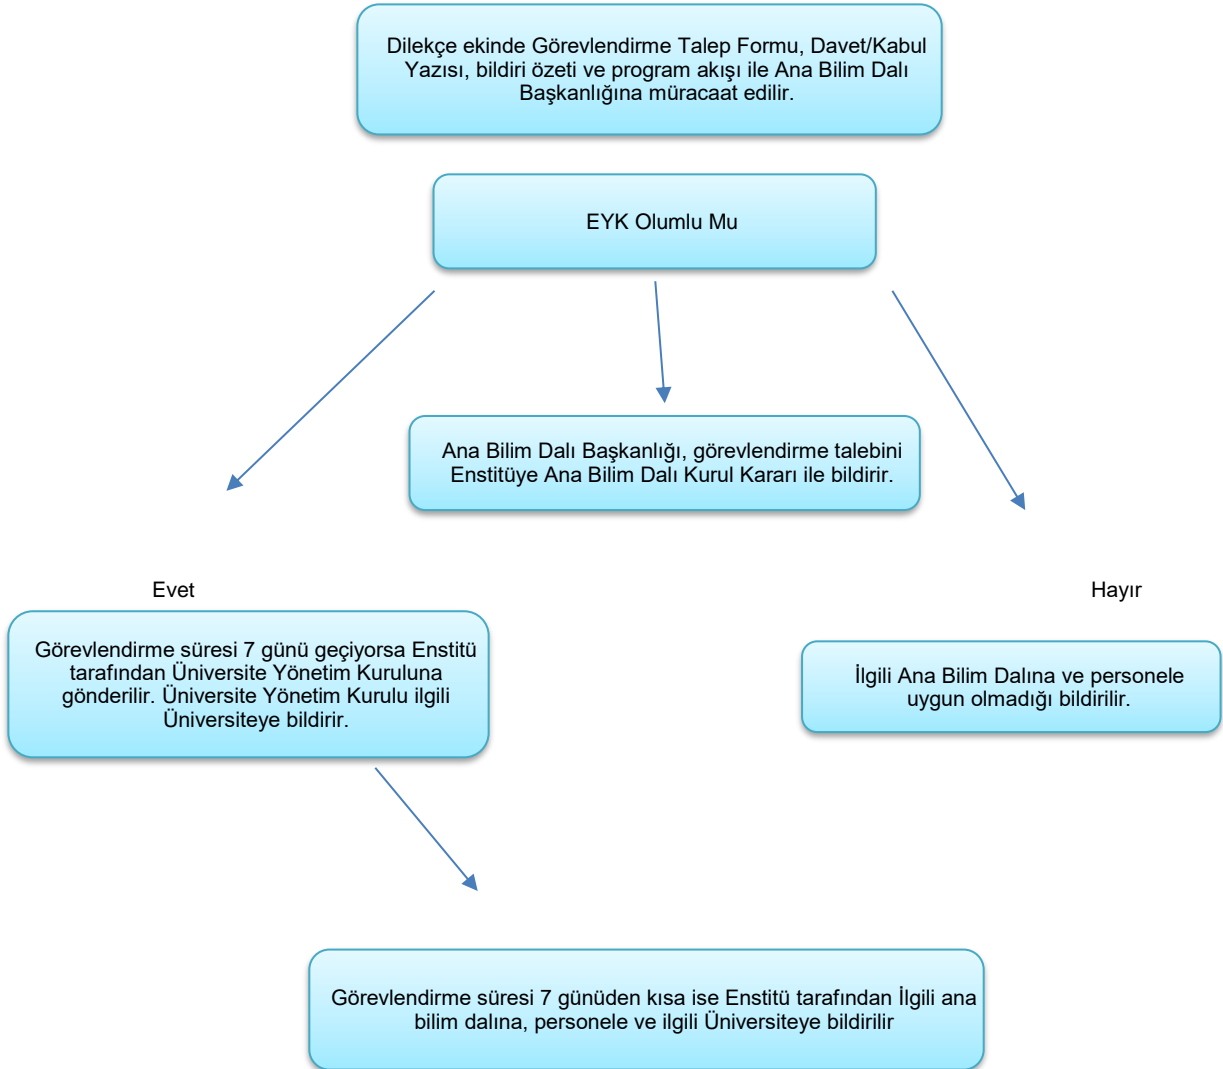 Dilekçe ekinde Görevlendirme Talep Formu, Davet/Kabul
Yazısı, bildiri özeti ve program akışı ile Ana Bilim Dalı
Başkanlığına müracaat edilir.
EYK Olumlu Mu
Ana Bilim Dalı Başkanlığı, görevlendirme talebini
Enstitüye Ana Bilim Dalı Kurul Kararı ile bildirir.
Evet
Hayır
Görevlendirme süresi 7 günü geçiyorsa Enstitü
tarafından Üniversite Yönetim Kuruluna
gönderilir. Üniversite Yönetim Kurulu ilgili
Üniversiteye bildirir.
İlgili Ana Bilim Dalına ve personele
uygun olmadığı bildirilir.
Görevlendirme süresi 7 günüden kısa ise Enstitü tarafından İlgili ana
bilim dalına, personele ve ilgili Üniversiteye bildirilir